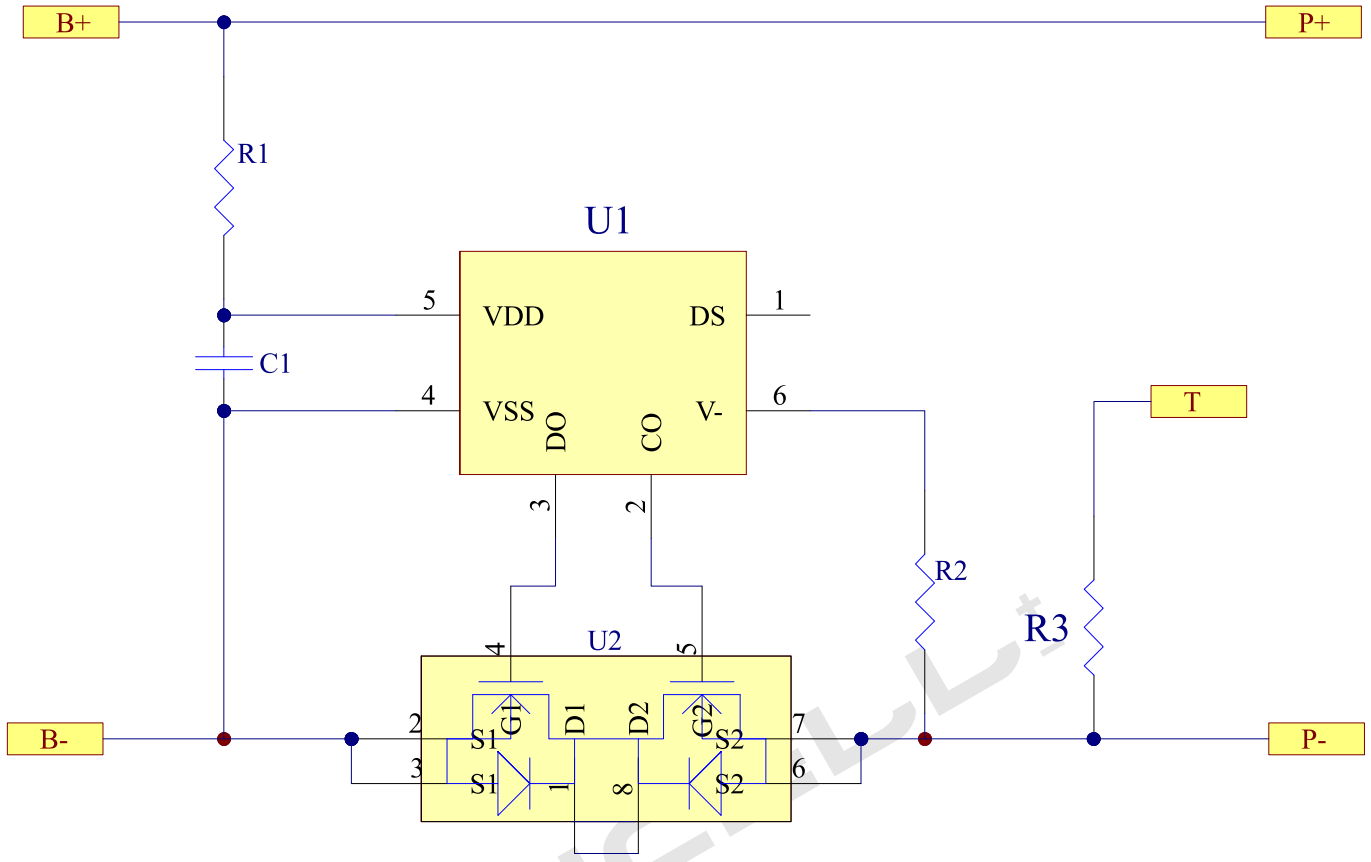 B+
P+
R1
U1
5
VDD
DS
1
C1
4
VSS
DO
CO
V-
6
T
3
2
R2
R3
4
U2
5
B-
2
S1
G1
D1
D2
G2
S2
7
P-
3
S1
1
8
S2
6